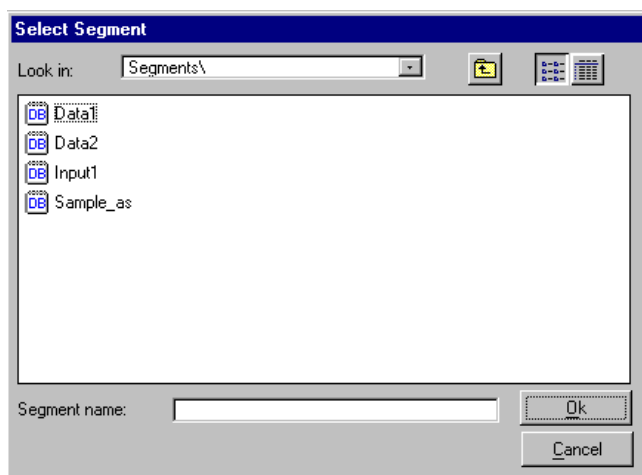 Select Segment
Look in: Segments\
DB Data1
DB Data2
DB Input1
DB Sample_as
Segment name:
Ok
Cancel